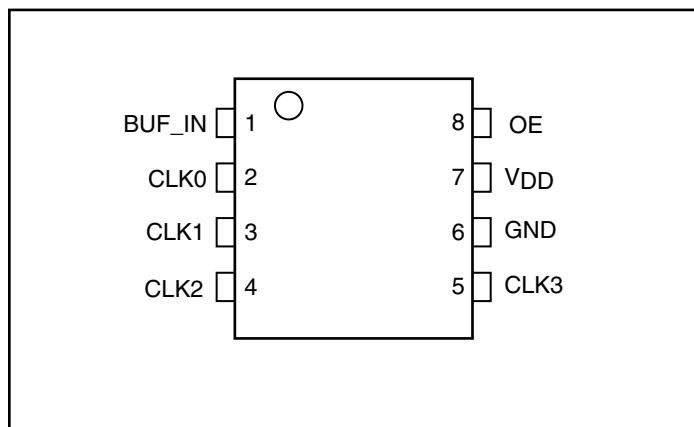 BUF_IN 1 8 OE
CLK0 2 7 VDD
CLK1 3 6 GND
CLK2 4 5 CLK3